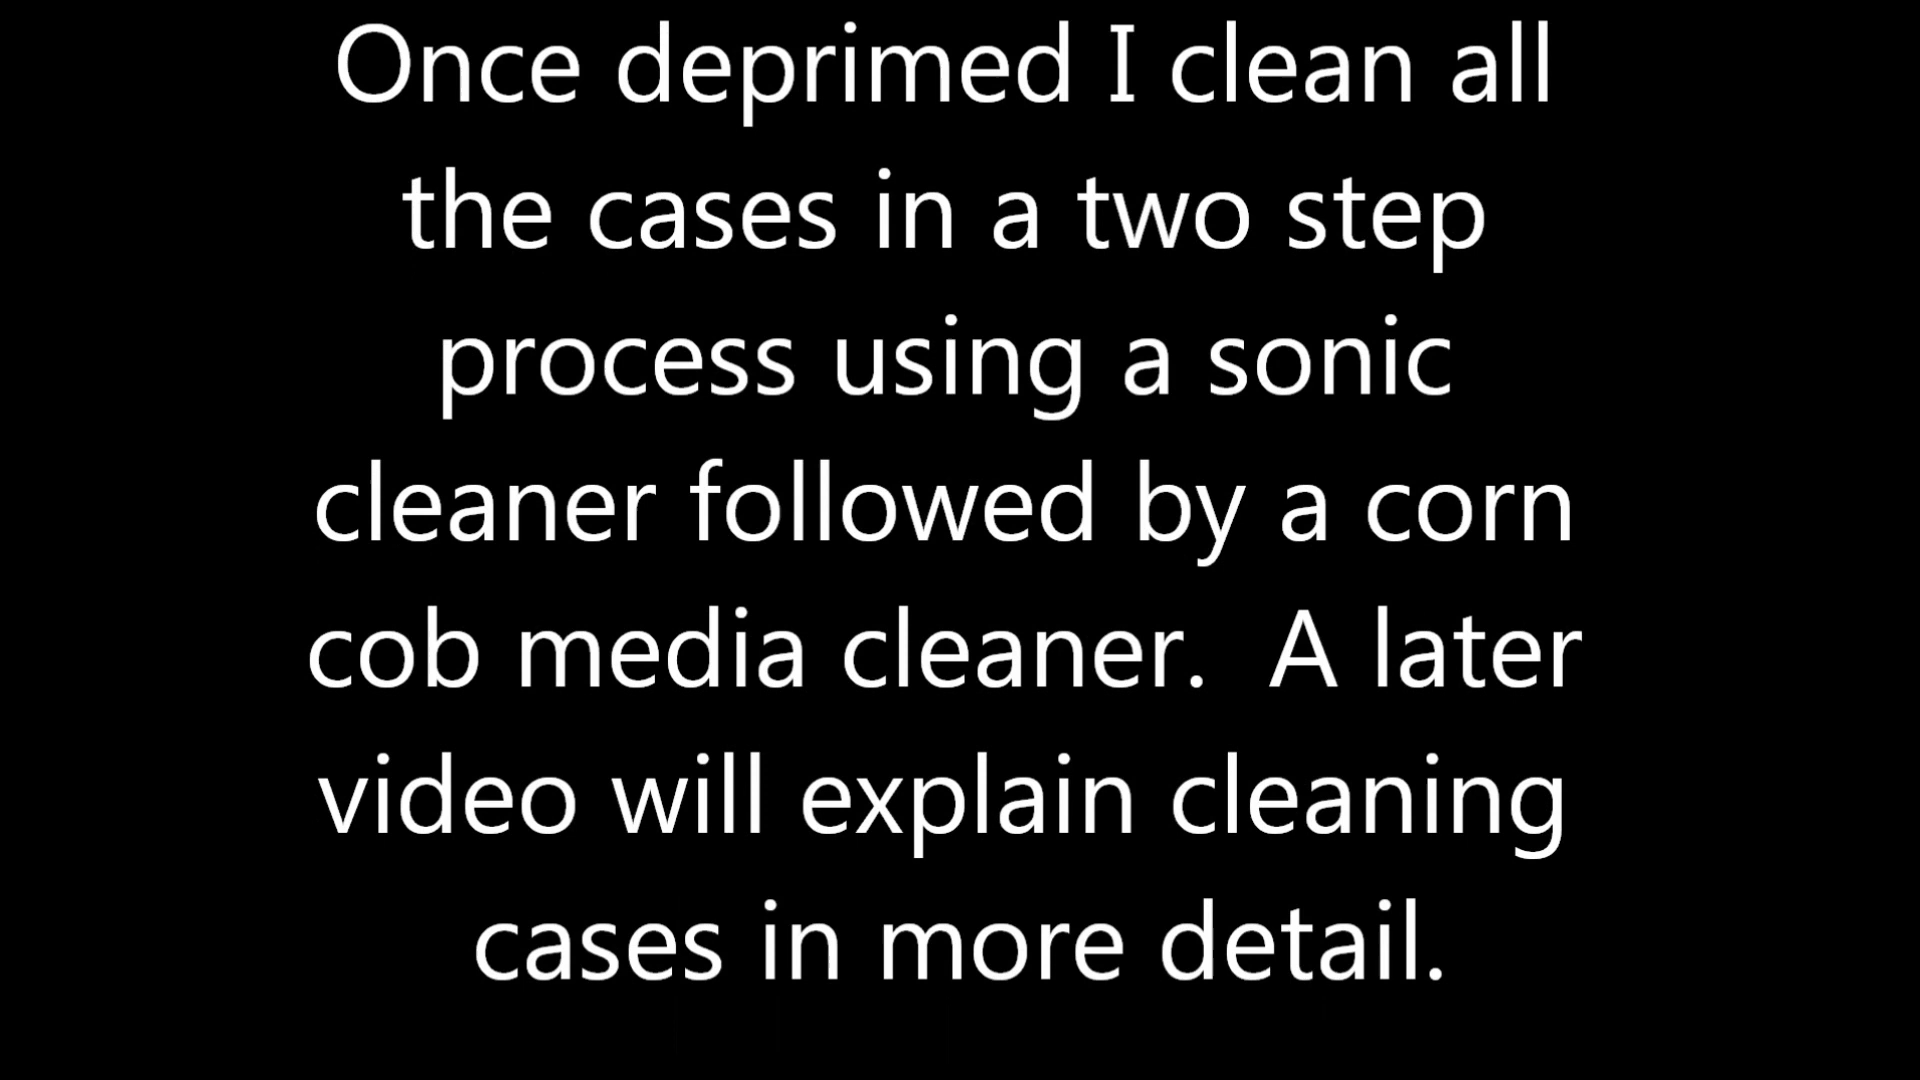 Once deprimed I clean all
the cases in a two step
process using a sonic
cleaner followed by a corn
cob media cleaner.  A later
video will explain cleaning
cases in more detail.